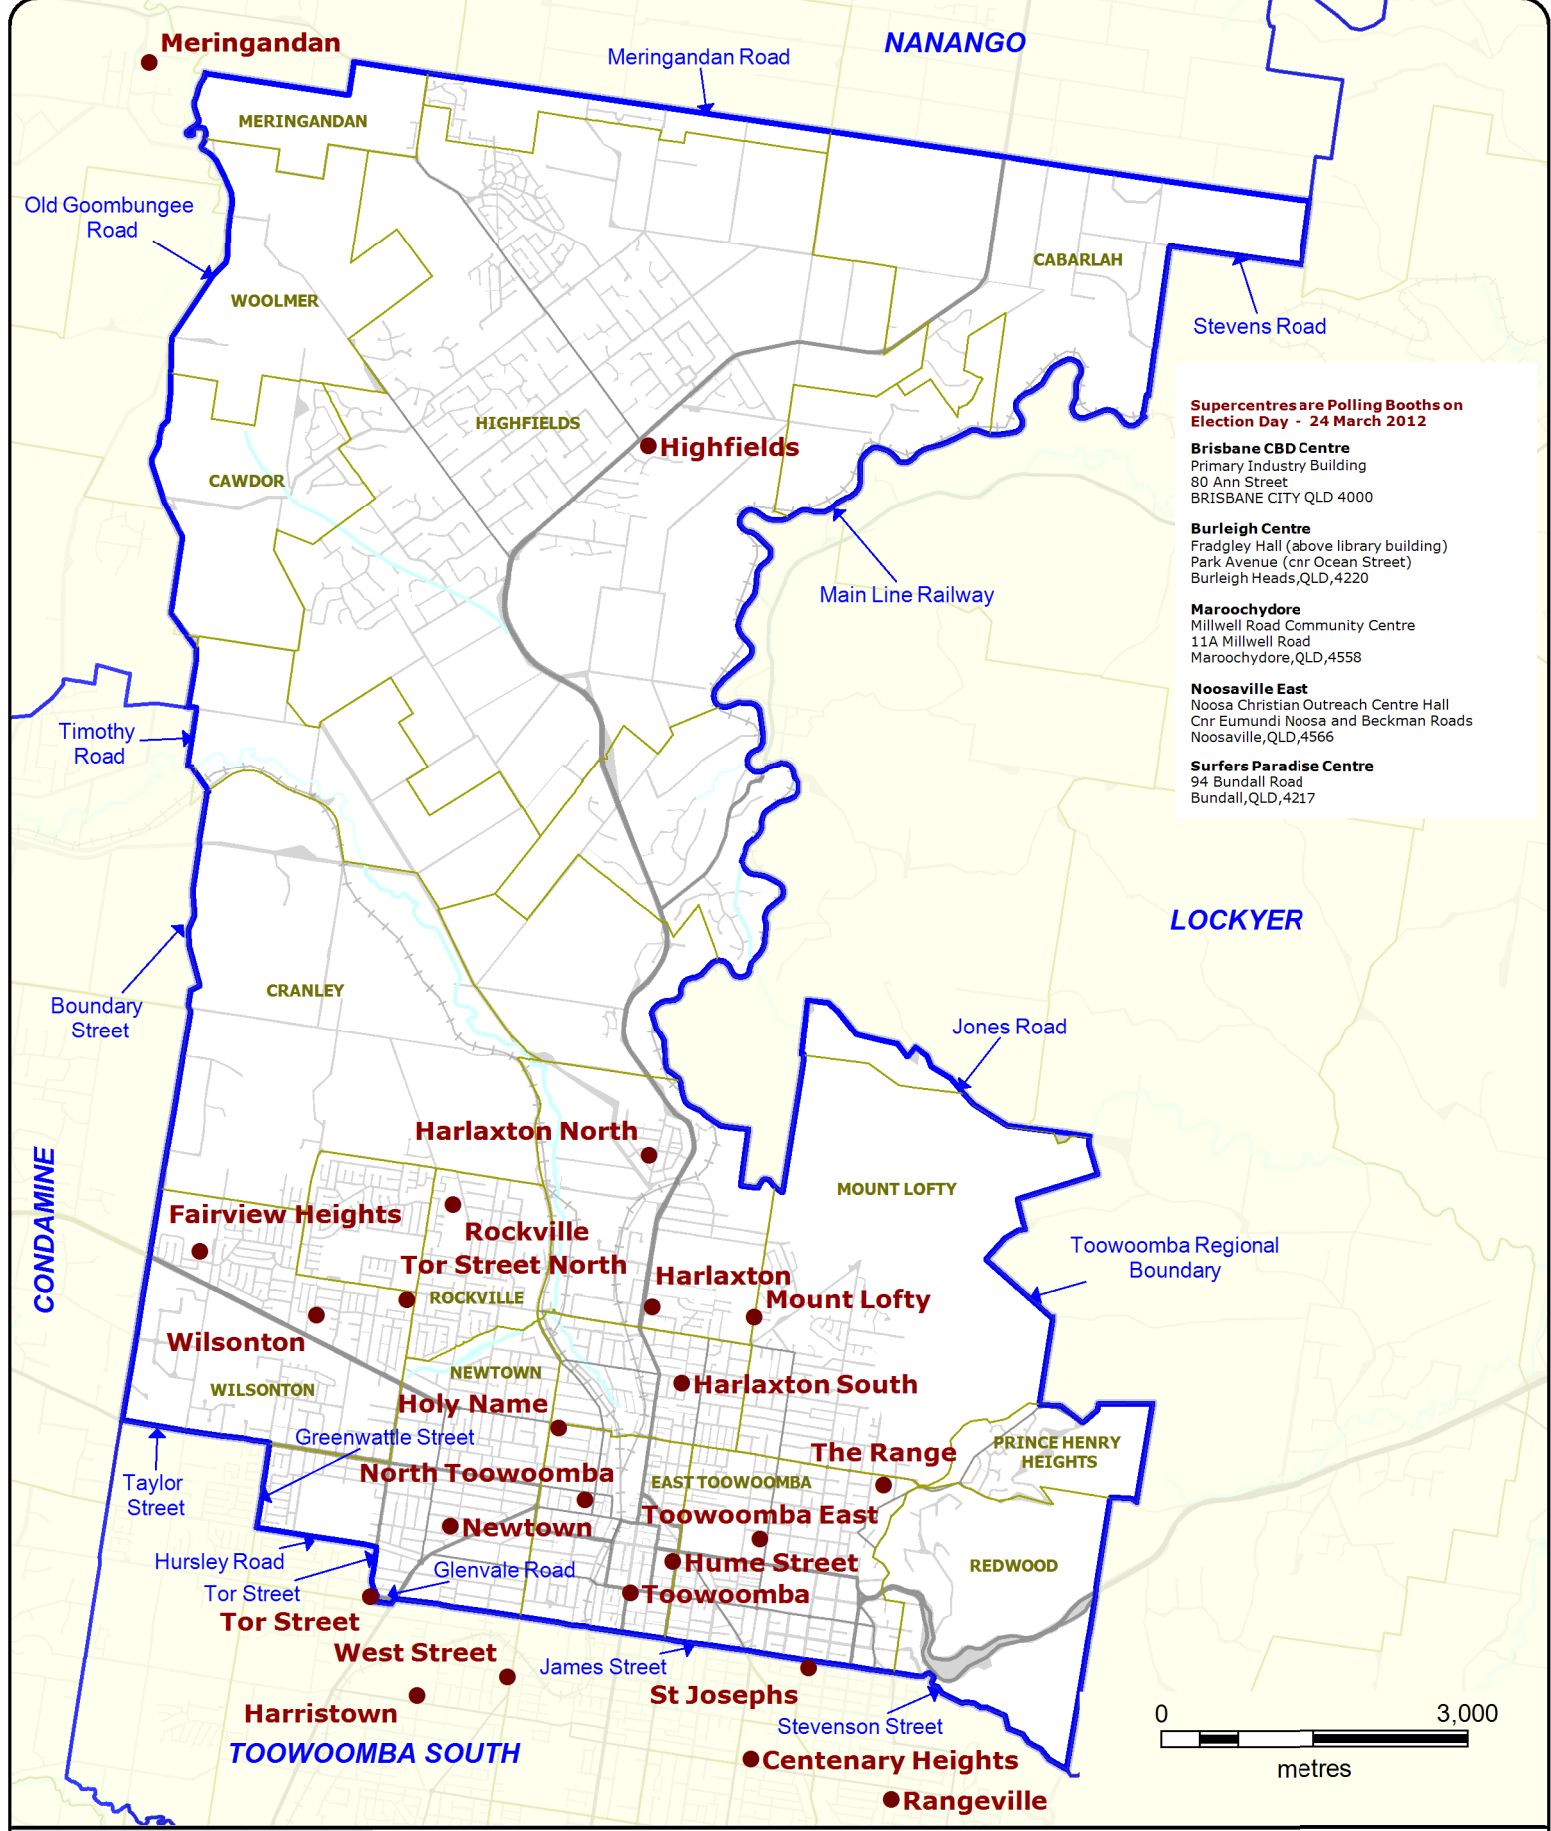 Meringandan
NANANGO
Meringandan Road
MERINGANDAN
Old Goombungee
Road
CABARLAH
WOOLMER
Stevens Road
Supercentres are Polling Booths on
Election Day - 24 March 2012
Brisbane CBD Centre
Primary Industry Building
80 Ann Street
BRISBANE CITY QLD 4000
Burleigh Centre
Fradgley Hall (above library building)
Park Avenue (cnr Ocean Street)
Burleigh Heads,QLD,4220
Maroochydore
Millwell Road Community Centre
11A Millwell Road
Maroochydore,QLD,4558
Noosaville East
Noosa Christian Outreach Centre Hall
Cnr Eumundi Noosa and Beckman Roads
Noosaville,QLD,4566
Surfers Paradise Centre
94 Bundall Road
Bundall,QLD,4217
HIGHFIELDS
Highfields
CAWDOR
Main Line Railway
Timothy
Road
LOCKYER
CRANLEY
Boundary
Street
Jones Road
Harlaxton North
CONDAMINE
MOUNT LOFTY
Fairview Heights
Rockville
Tor Street North
Toowoomba Regional
Boundary
Harlaxton
ROCKVILLE
Mount Lofty
Wilsonton
NEWTOWN
WILSONTON
Harlaxton South
Holy Name
Greenwattle Street
The Range
PRINCE HENRY
HEIGHTS
North Toowoomba
EAST TOOWOOMBA
Taylor
Street
Toowoomba East
Newtown
Hursley Road
Hume Street
REDWOOD
Glenvale Road
Tor Street
Toowoomba
Tor Street
West Street
James Street
St Josephs
Harristown
Stevenson Street
0 3,000
metres
TOOWOOMBA SOUTH
Centenary Heights
Rangeville